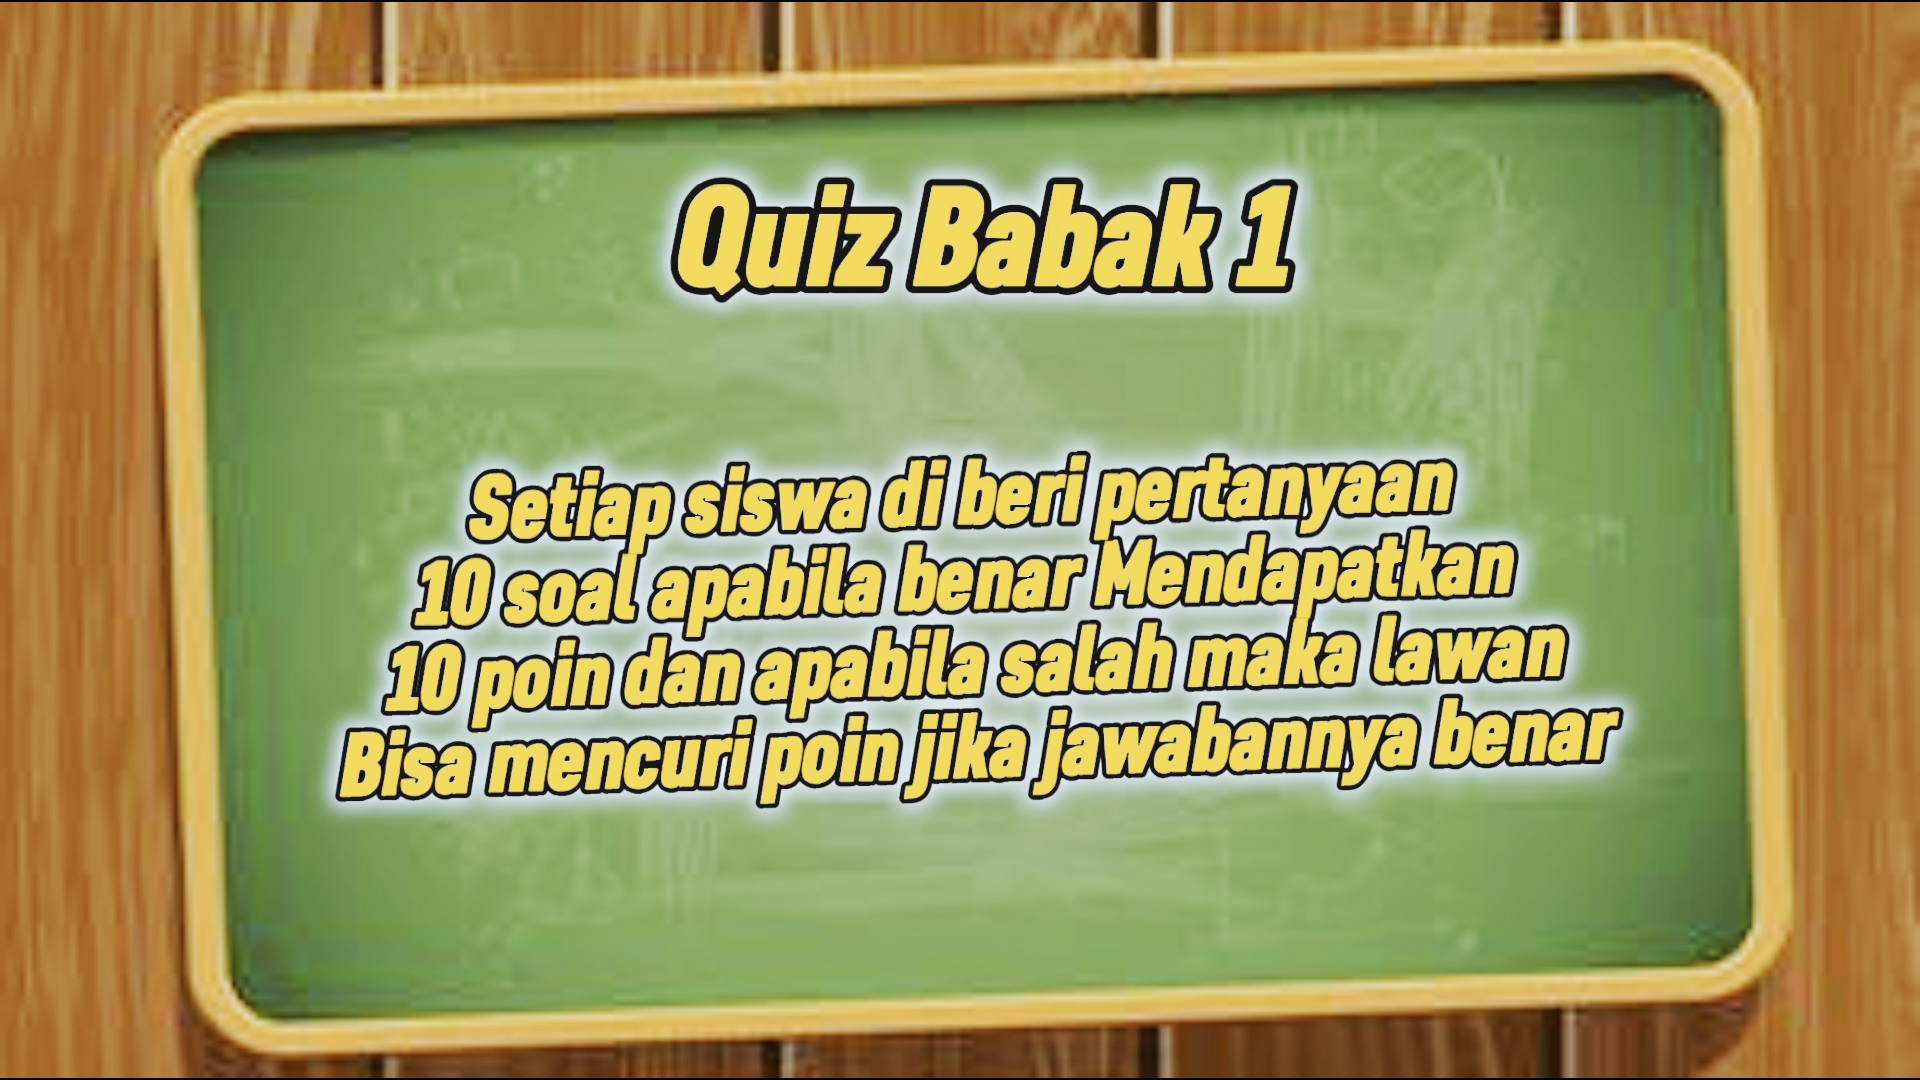 Quiz Babak 1
Setiap siswa di beri pertanyaan
10 soal apabila benar Mendapatkan
10 poin dan apabila salah maka lawan
Bisa mencuri poin jika jawabannya benar